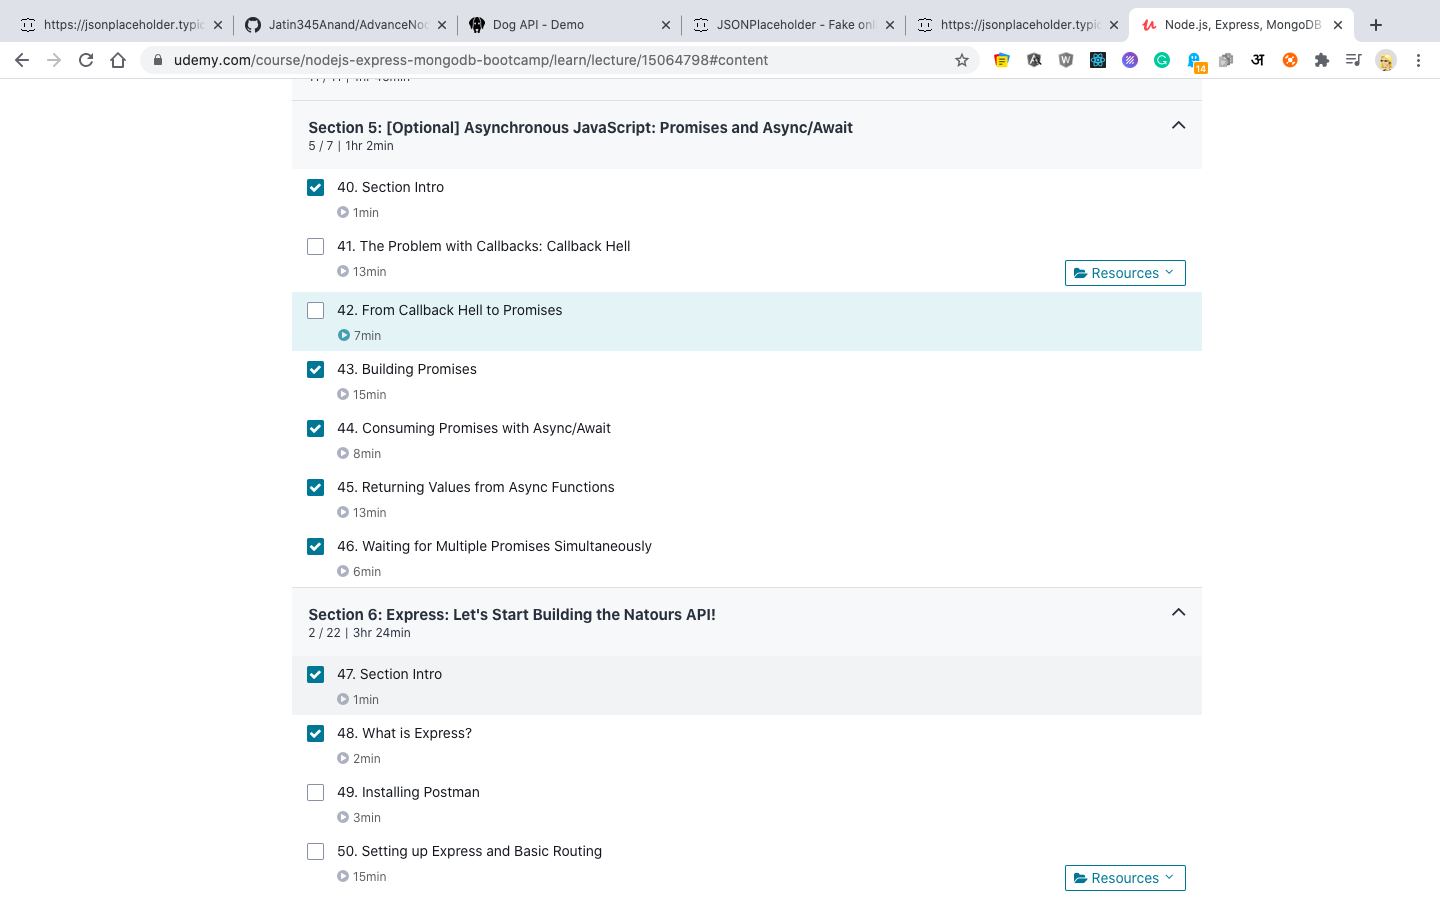 https://jsonplaceholder.typic
Jatin345Anand/AdvanceNod
Dog API - Demo
JSONPlaceholder - Fake onl
https://jsonplaceholder.typic
Node.js, Express, MongoDB
udemy.com/course/nodejs-express-mongodb-bootcamp/learn/lecture/15064798#content
14
अ
Section 5: [Optional] Asynchronous JavaScript: Promises and Async/Await
5 / 7 | 1hr 2min
40. Section Intro
1min
41. The Problem with Callbacks: Callback Hell
13min
Resources
42. From Callback Hell to Promises
7min
43. Building Promises
15min
44. Consuming Promises with Async/Await
8min
45. Returning Values from Async Functions
13min
46. Waiting for Multiple Promises Simultaneously
6min
Section 6: Express: Let's Start Building the Natours API!
2 / 22 | 3hr 24min
47. Section Intro
1min
48. What is Express?
2min
49. Installing Postman
3min
50. Setting up Express and Basic Routing
15min
Resources